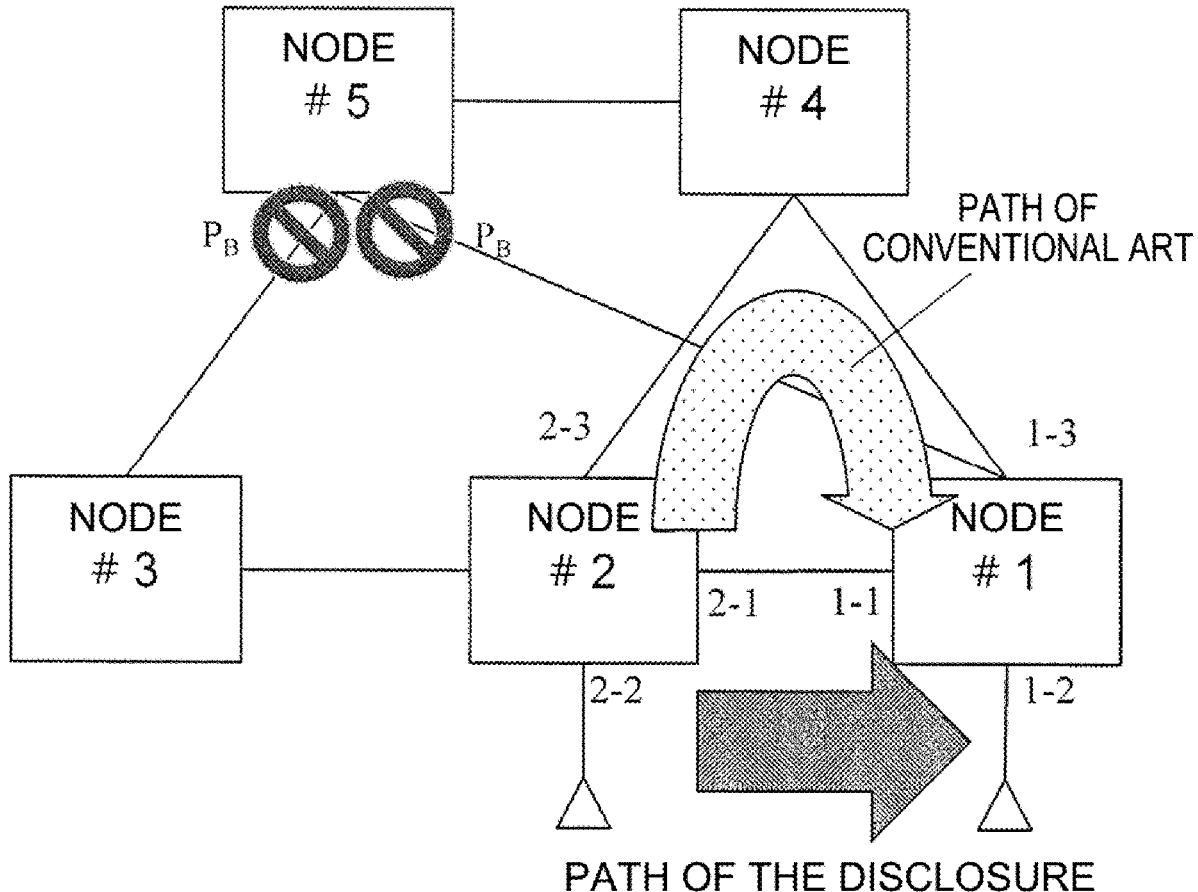 NODE
# 5
NODE
# 4
P_B
P_B
PATH OF
CONVENTIONAL ART
2-3
1-3
NODE
# 3
NODE
# 2
NODE
# 1
2-1
1-1
2-2
1-2
PATH OF THE DISCLOSURE